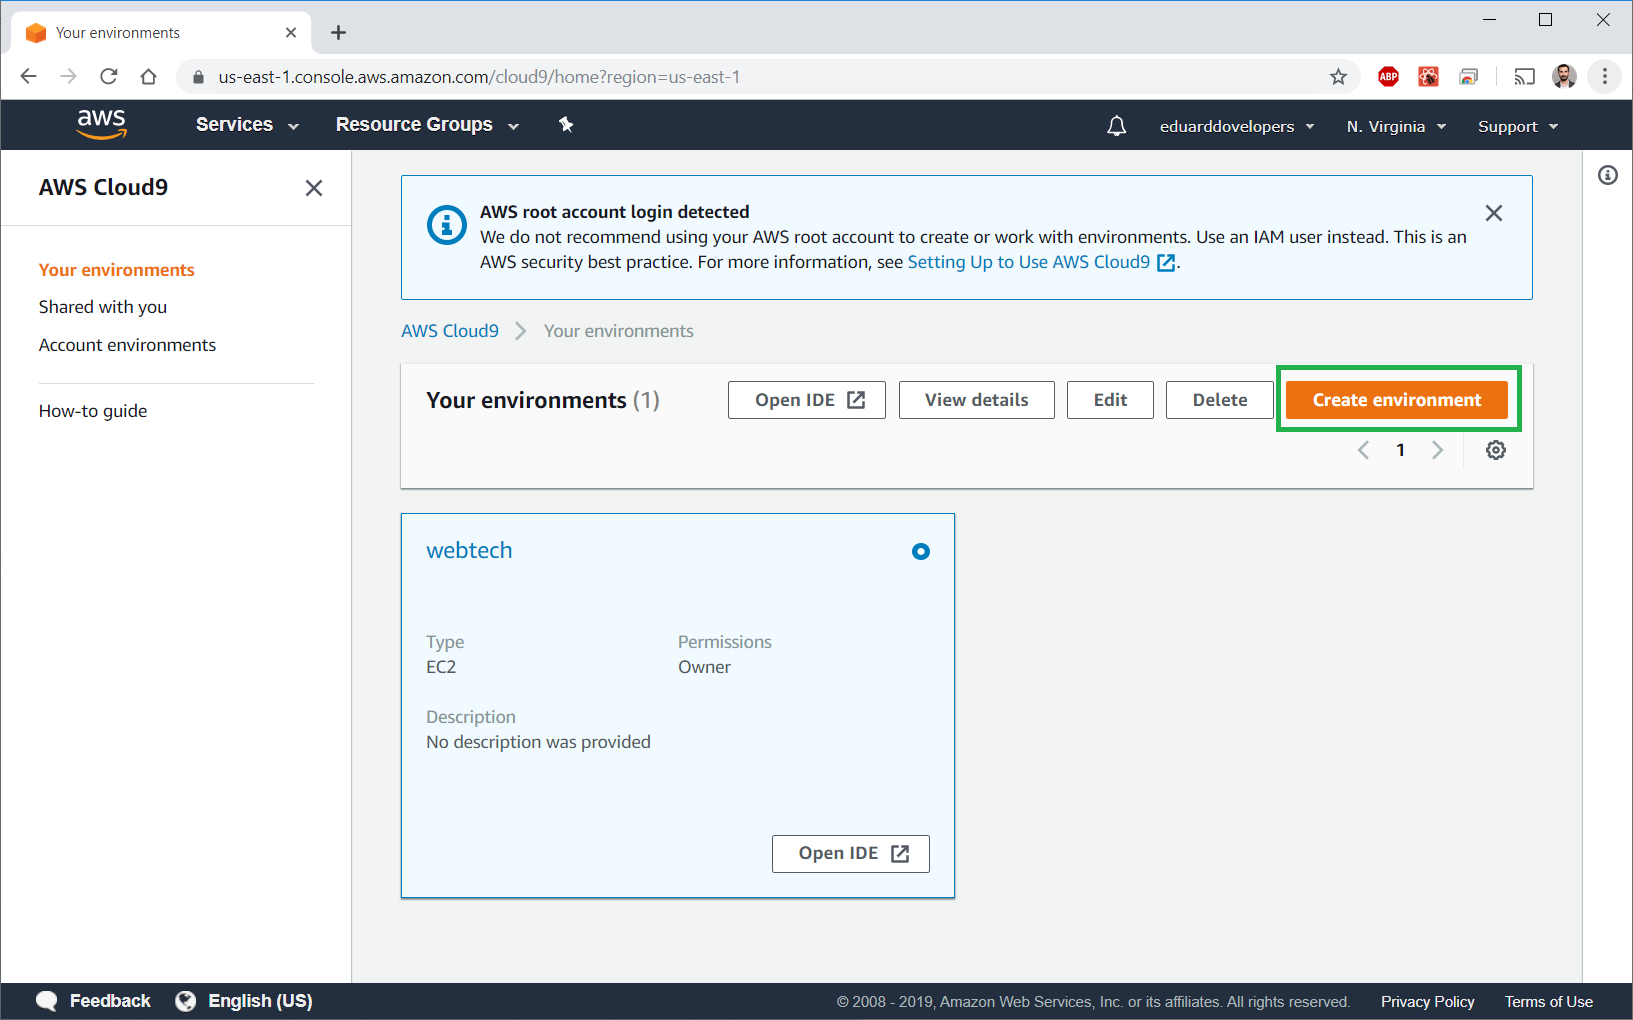 Your environments
us-east-1.console.aws.amazon.com/cloud9/home?region=us-east-1
ABP
aws
Services
Resource Groups
eduarddovelopers
N. Virginia
Support
AWS Cloud9
Your environments
Shared with you
Account environments
How-to guide
AWS root account login detected
We do not recommend using your AWS root account to create or work with environments. Use an IAM user instead. This is an
AWS security best practice. For more information, see Setting Up to Use AWS Cloud9.
AWS Cloud9 Your environments
Your environments (1)
Open IDE
View details
Edit
Delete
Create environment
1
webtech
Type
EC2
Permissions
Owner
Description
No description was provided
Open IDE
Feedback
English (US)
© 2008 - 2019, Amazon Web Services, Inc. or its affiliates. All rights reserved.
Privacy Policy
Terms of Use